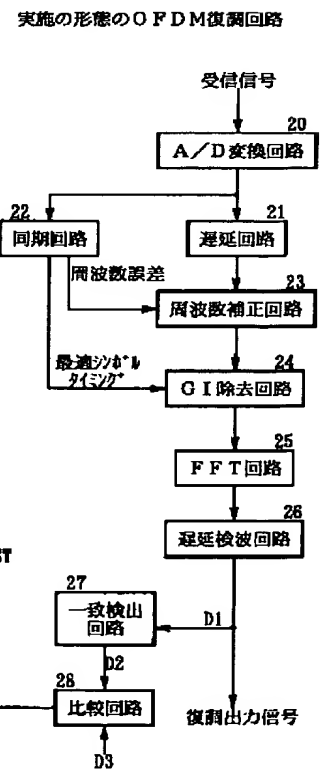 実施の形態のOFDM復調回路
受信信号
20
A/D変換回路
22
同期回路
21
遅延回路
周波数誤差
23
周波数補正回路
最適シンボル
タイミング
24
GI除去回路
25
FFT回路
26
遅延検波回路
ST
27
一致検出
回路
D1
D2
28
比較回路
復調出力信号
D3